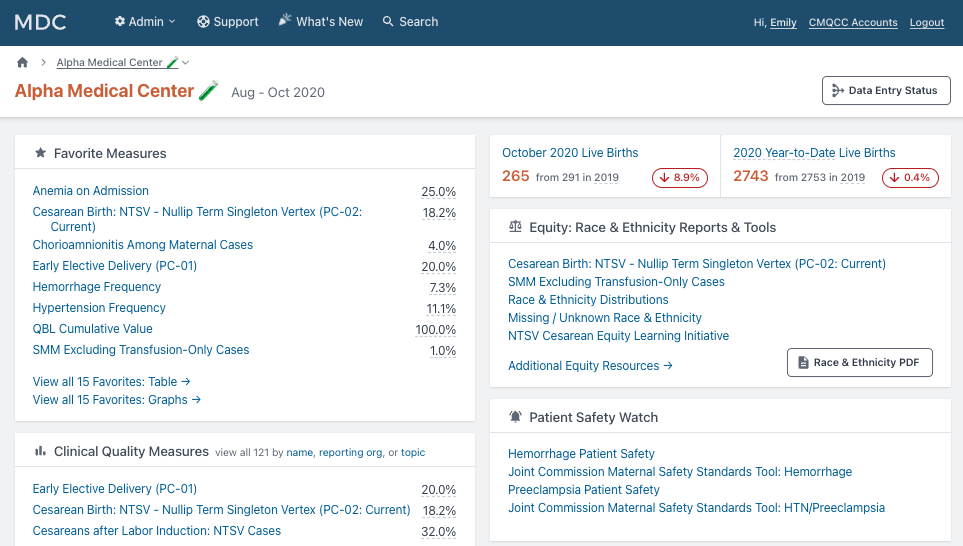 MDC Admin Support What's New Search Hi, Emily CMQCC Accounts Logout
Alpha Medical Center
Alpha Medical Center Aug - Oct 2020 Data Entry Status
Favorite Measures
Anemia on Admission 25.0%
Cesarean Birth: NTSV - Nullip Term Singleton Vertex (PC-02: 18.2%
Current)
Chorioamnionitis Among Maternal Cases 4.0%
Early Elective Delivery (PC-01) 20.0%
Hemorrhage Frequency 7.3%
Hypertension Frequency 11.1%
QBL Cumulative Value 100.0%
SMM Excluding Transfusion-Only Cases 1.0%
View all 15 Favorites: Table →
View all 15 Favorites: Graphs →
Clinical Quality Measures view all 121 by name, reporting org, or topic
Early Elective Delivery (PC-01) 20.0%
Cesarean Birth: NTSV - Nullip Term Singleton Vertex (PC-02: Current) 18.2%
Cesareans after Labor Induction: NTSV Cases 32.0%
October 2020 Live Births
265 from 291 in 2019 ↓ 8.9%
2020 Year-to-Date Live Births
2743 from 2753 in 2019 ↓ 0.4%
Equity: Race & Ethnicity Reports & Tools
Cesarean Birth: NTSV - Nullip Term Singleton Vertex (PC-02: Current)
SMM Excluding Transfusion-Only Cases
Race & Ethnicity Distributions
Missing / Unknown Race & Ethnicity
NTSV Cesarean Equity Learning Initiative
Additional Equity Resources → Race & Ethnicity PDF
Patient Safety Watch
Hemorrhage Patient Safety
Joint Commission Maternal Safety Standards Tool: Hemorrhage
Preeclampsia Patient Safety
Joint Commission Maternal Safety Standards Tool: HTN/Preeclampsia